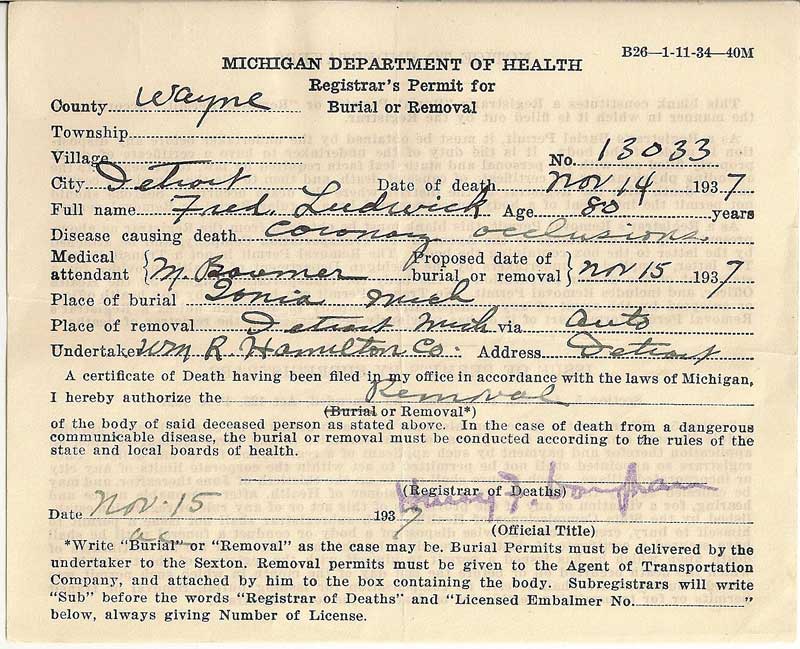 B26—1-11-34—40M
MICHIGAN DEPARTMENT OF HEALTH
Registrar's Permit for
County Wayne Burial or Removal
Township
Village No. 13033
City Detroit Date of death Nov 14 1937
Full name Fred. Ludwick Age 80 years
Disease causing death Coronary occlusions
Medical attendant } M. Boomer Proposed date of burial or removal } Nov 15 1937
Place of burial Ionia Mich
Place of removal Detroit Mich via Auto
Undertaker Wm R. Hamilton Co. Address Detroit
A certificate of Death having been filed in my office in accordance with the laws of Michigan,
I hereby authorize the Removal
(Burial or Removal*)
of the body of said deceased person as stated above. In the case of death from a dangerous
communicable disease, the burial or removal must be conducted according to the rules of the
state and local boards of health.
(Registrar of Deaths)
Date Nov. 15 1937
(Official Title)
*Write "Burial" or "Removal" as the case may be. Burial Permits must be delivered by the
undertaker to the Sexton. Removal permits must be given to the Agent of Transportation
Company, and attached by him to the box containing the body. Subregistrars will write
"Sub" before the words "Registrar of Deaths" and "Licensed Embalmer No. "
below, always giving Number of License.